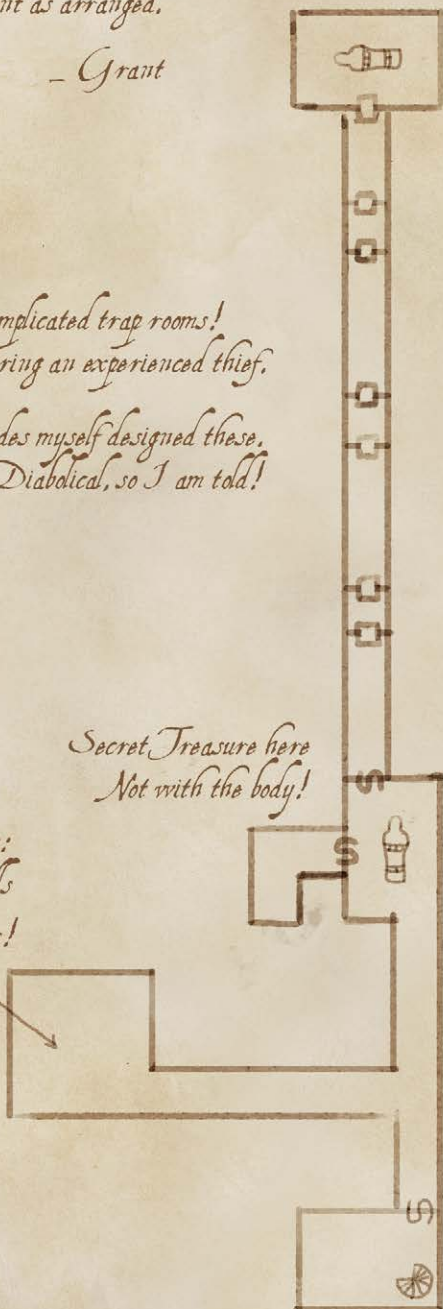 nt as arranged.
- Grant
mplicated trap rooms!
ring an experienced thief.
des myself designed these.
Diabolical, so I am told!
Secret Treasure here
Not with the body!
S
S
:
ls
!
S